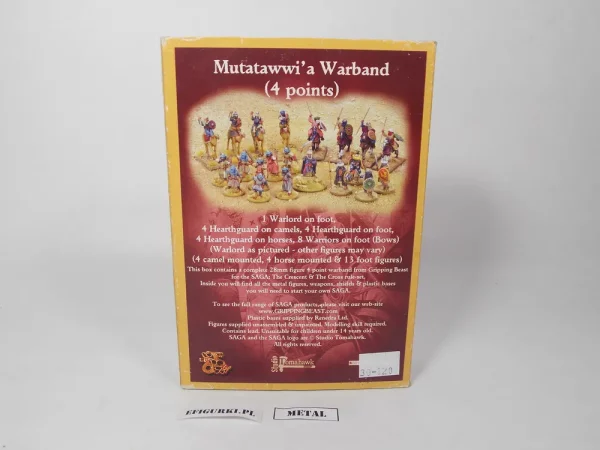 Mutatawwi'a Warband
(4 points)
1 Warlord on foot,
4 Hearthguard on camels, 4 Hearthguard on foot,
4 Hearthguard on horses, 8 Warriors on foot (Bows)
(Warlord as pictured - other figures may vary)
(4 camel mounted, 4 horse mounted & 13 foot figures)
This box contains a complete 28mm figure 4 point warband from Gripping Beast
for the SAGA; The Crescent & The Cross rule-set.
Inside you will find all the metal figures, weapons, shields & plastic bases
you will need to start your own SAGA.
To see the full range of SAGA products, please visit our web-site
www.GRIPPINGBEAST.com
Plastic bases supplied by Renedra Ltd.
Figures supplied unassembled & unpainted. Modelling skill required.
Contains lead. Unsuitable for children under 14 years old.
SAGA and the SAGA logo are © Studio Tomahawk.
All rights reserved.
Studio Tomahawk
39-120
EFIGURKI.PL
METAL